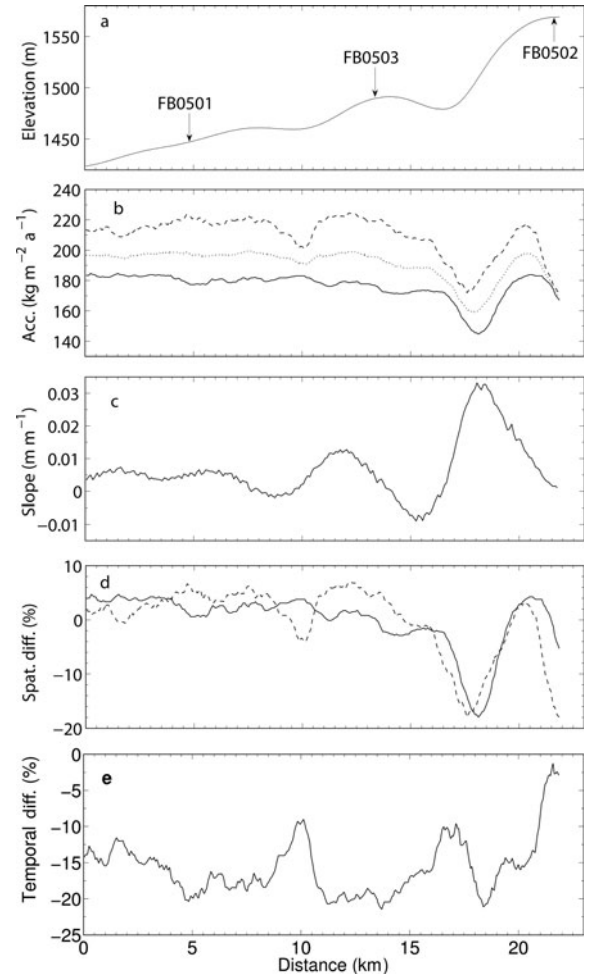 a
1550
1500
1450
Elevation (m)
FB0501
FB0503
FB0502
b
240
220
200
180
160
140
Acc. (kg m−2 a−1)
c
0.03
0.02
0.01
0
−0.01
Slope (m m−1)
d
10
0
−10
−20
Spat. diff. (%)
e
0
−5
−10
−15
−20
−25
Temporal diff. (%)
0 5 10 15 20
Distance (km)